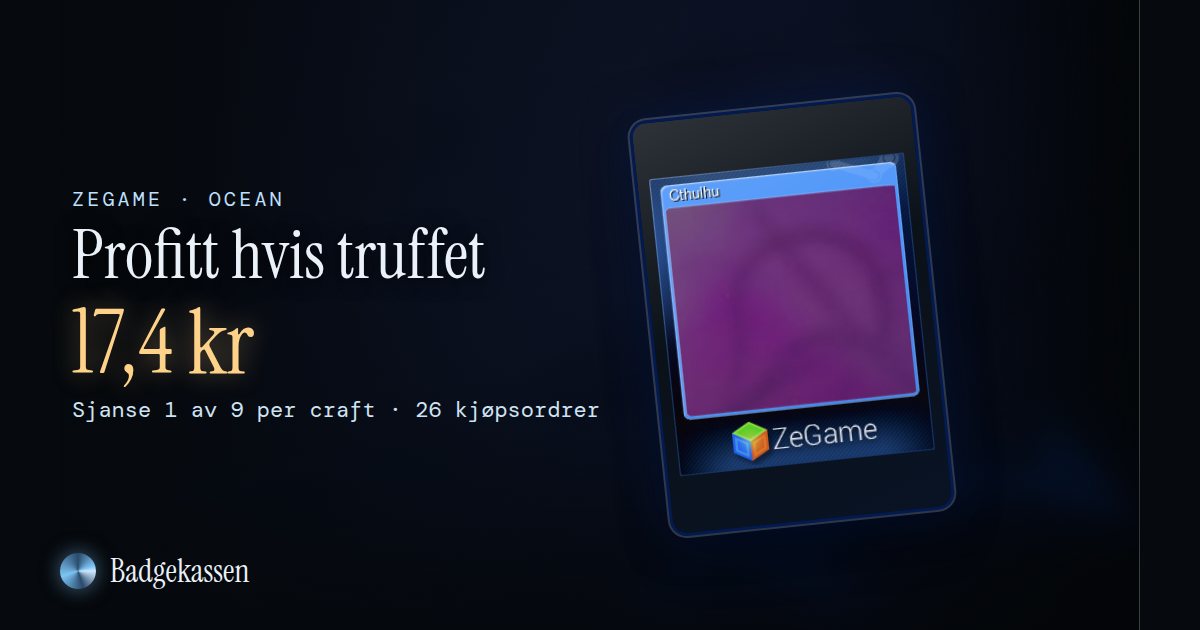 ZEGAME · OCEAN
Profitt hvis truffet
17,4 kr
Sjanse 1 av 9 per craft · 26 kjøpsordrer
Cthulhu
ZeGame
Badgekassen